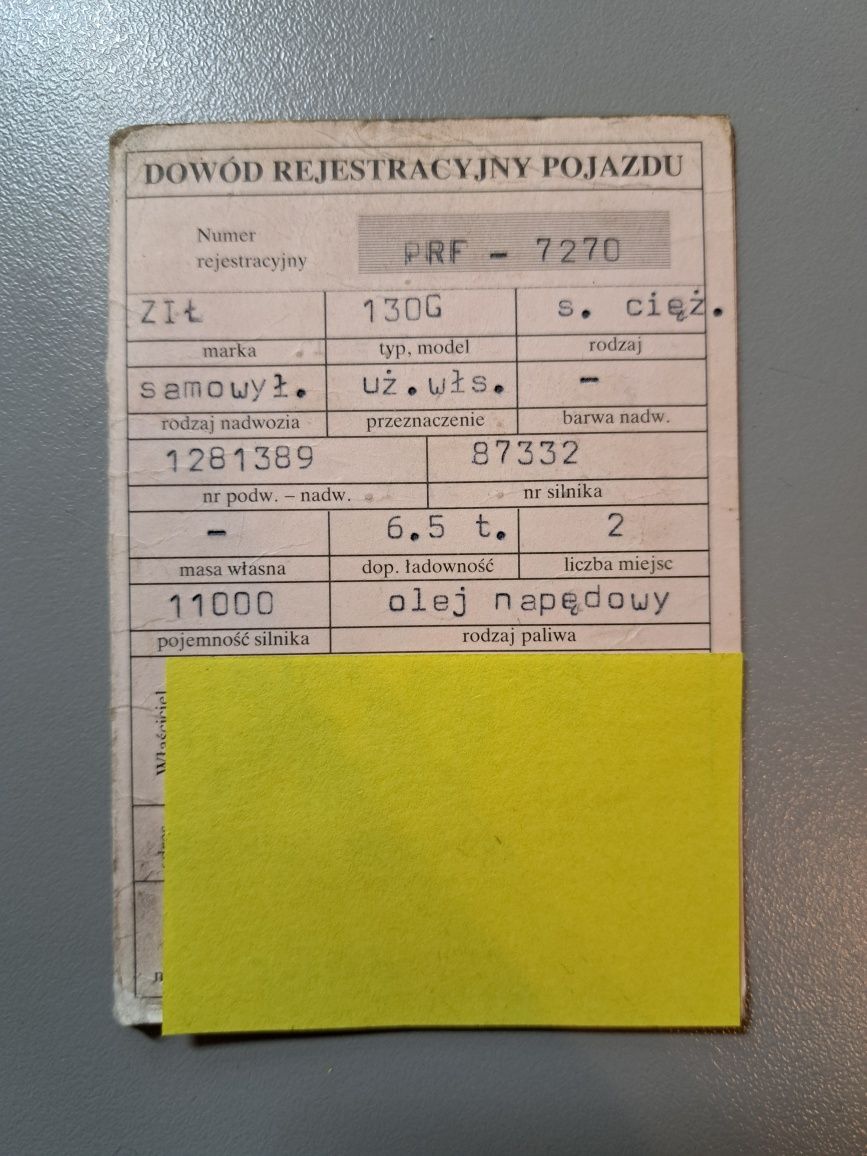 DOWÓD REJESTRACYJNY POJAZDU
Numer
rejestracyjny
PRF - 7270
ZIŁ 130G s. cięż.
marka typ, model rodzaj
samowył. uż.włs. -
rodzaj nadwozia przeznaczenie barwa nadw.
1281389 87332
nr podw. – nadw. nr silnika
- 6.5 t. 2
masa własna dop. ładowność liczba miejsc
11000 olej napędowy
pojemność silnika rodzaj paliwa
Właściciel